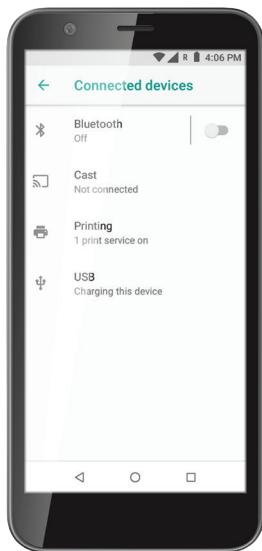 R 4:06 PM
Connected devices
Bluetooth
Off
Cast
Not connected
Printing
1 print service on
USB
Charging this device